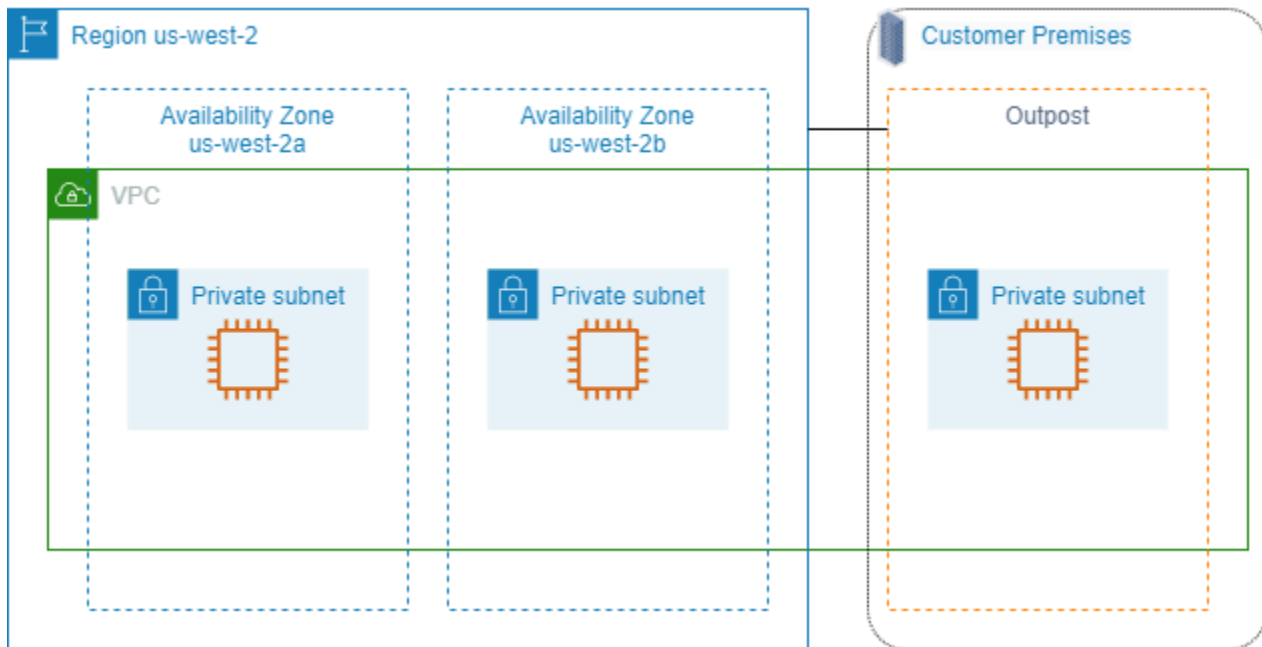 Region us-west-2
Customer Premises
Availability Zone
us-west-2a
Availability Zone
us-west-2b
Outpost
VPC
Private subnet
Private subnet
Private subnet